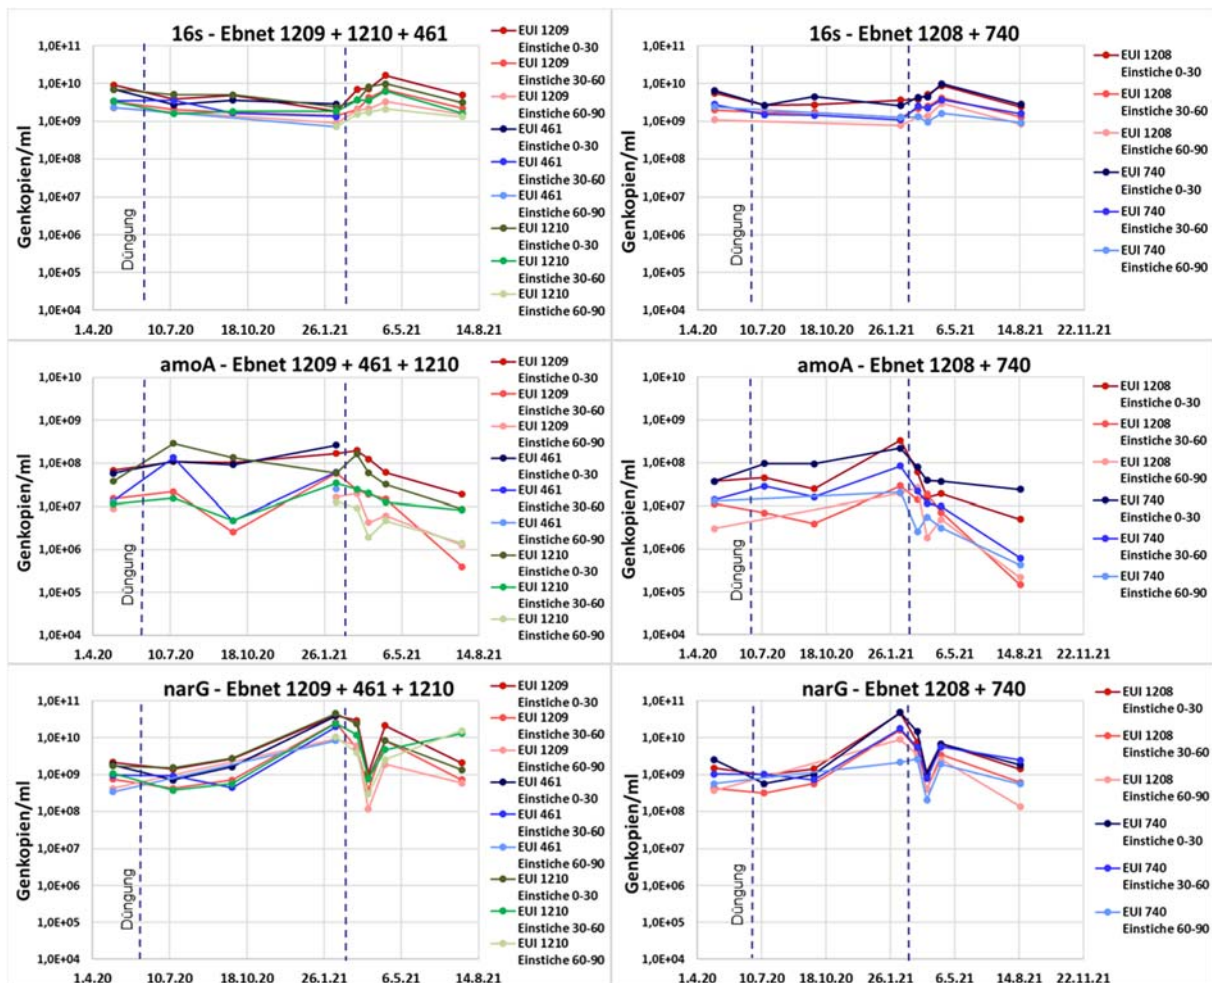 16s - Ebnet 1209 + 1210 + 461
Genkopien/ml
1,0E+11
1,0E+10
1,0E+09
1,0E+08
1,0E+07
1,0E+06
1,0E+05
1,0E+04
Düngung
1.4.20 10.7.20 18.10.20 26.1.21 6.5.21 14.8.21
EUI 1209
Einstiche 0-30
EUI 1209
Einstiche 30-60
EUI 1209
Einstiche 60-90
EUI 461
Einstiche 0-30
EUI 461
Einstiche 30-60
EUI 461
Einstiche 60-90
EUI 1210
Einstiche 0-30
EUI 1210
Einstiche 30-60
EUI 1210
Einstiche 60-90
16s - Ebnet 1208 + 740
Genkopien/ml
1,0E+11
1,0E+10
1,0E+09
1,0E+08
1,0E+07
1,0E+06
1,0E+05
1,0E+04
Düngung
1.4.20 10.7.20 18.10.20 26.1.21 6.5.21 14.8.21 22.11.21
EUI 1208
Einstiche 0-30
EUI 1208
Einstiche 30-60
EUI 1208
Einstiche 60-90
EUI 740
Einstiche 0-30
EUI 740
Einstiche 30-60
EUI 740
Einstiche 60-90
amoA - Ebnet 1209 + 461 + 1210
Genkopien/ml
1,0E+10
1,0E+09
1,0E+08
1,0E+07
1,0E+06
1,0E+05
1,0E+04
Düngung
1.4.20 10.7.20 18.10.20 26.1.21 6.5.21 14.8.21
EUI 1209
Einstiche 0-30
EUI 1209
Einstiche 30-60
EUI 1209
Einstiche 60-90
EUI 461
Einstiche 0-30
EUI 461
Einstiche 30-60
EUI 461
Einstiche 60-90
EUI 1210
Einstiche 0-30
EUI 1210
Einstiche 30-60
EUI 1210
Einstiche 60-90
amoA - Ebnet 1208 + 740
Genkopien/ml
1,0E+10
1,0E+09
1,0E+08
1,0E+07
1,0E+06
1,0E+05
1,0E+04
Düngung
1.4.20 10.7.20 18.10.20 26.1.21 6.5.21 14.8.21 22.11.21
EUI 1208
Einstiche 0-30
EUI 1208
Einstiche 30-60
EUI 1208
Einstiche 60-90
EUI 740
Einstiche 0-30
EUI 740
Einstiche 30-60
EUI 740
Einstiche 60-90
narG - Ebnet 1209 + 461 + 1210
Genkopien/ml
1,0E+11
1,0E+10
1,0E+09
1,0E+08
1,0E+07
1,0E+06
1,0E+05
1,0E+04
Düngung
1.4.20 10.7.20 18.10.20 26.1.21 6.5.21 14.8.21
EUI 1209
Einstiche 0-30
EUI 1209
Einstiche 30-60
EUI 1209
Einstiche 60-90
EUI 461
Einstiche 0-30
EUI 461
Einstiche 30-60
EUI 461
Einstiche 60-90
EUI 1210
Einstiche 0-30
EUI 1210
Einstiche 30-60
EUI 1210
Einstiche 60-90
narG - Ebnet 1208 + 740
Genkopien/ml
1,0E+11
1,0E+10
1,0E+09
1,0E+08
1,0E+07
1,0E+06
1,0E+05
1,0E+04
Düngung
1.4.20 10.7.20 18.10.20 26.1.21 6.5.21 14.8.21 22.11.21
EUI 1208
Einstiche 0-30
EUI 1208
Einstiche 30-60
EUI 1208
Einstiche 60-90
EUI 740
Einstiche 0-30
EUI 740
Einstiche 30-60
EUI 740
Einstiche 60-90